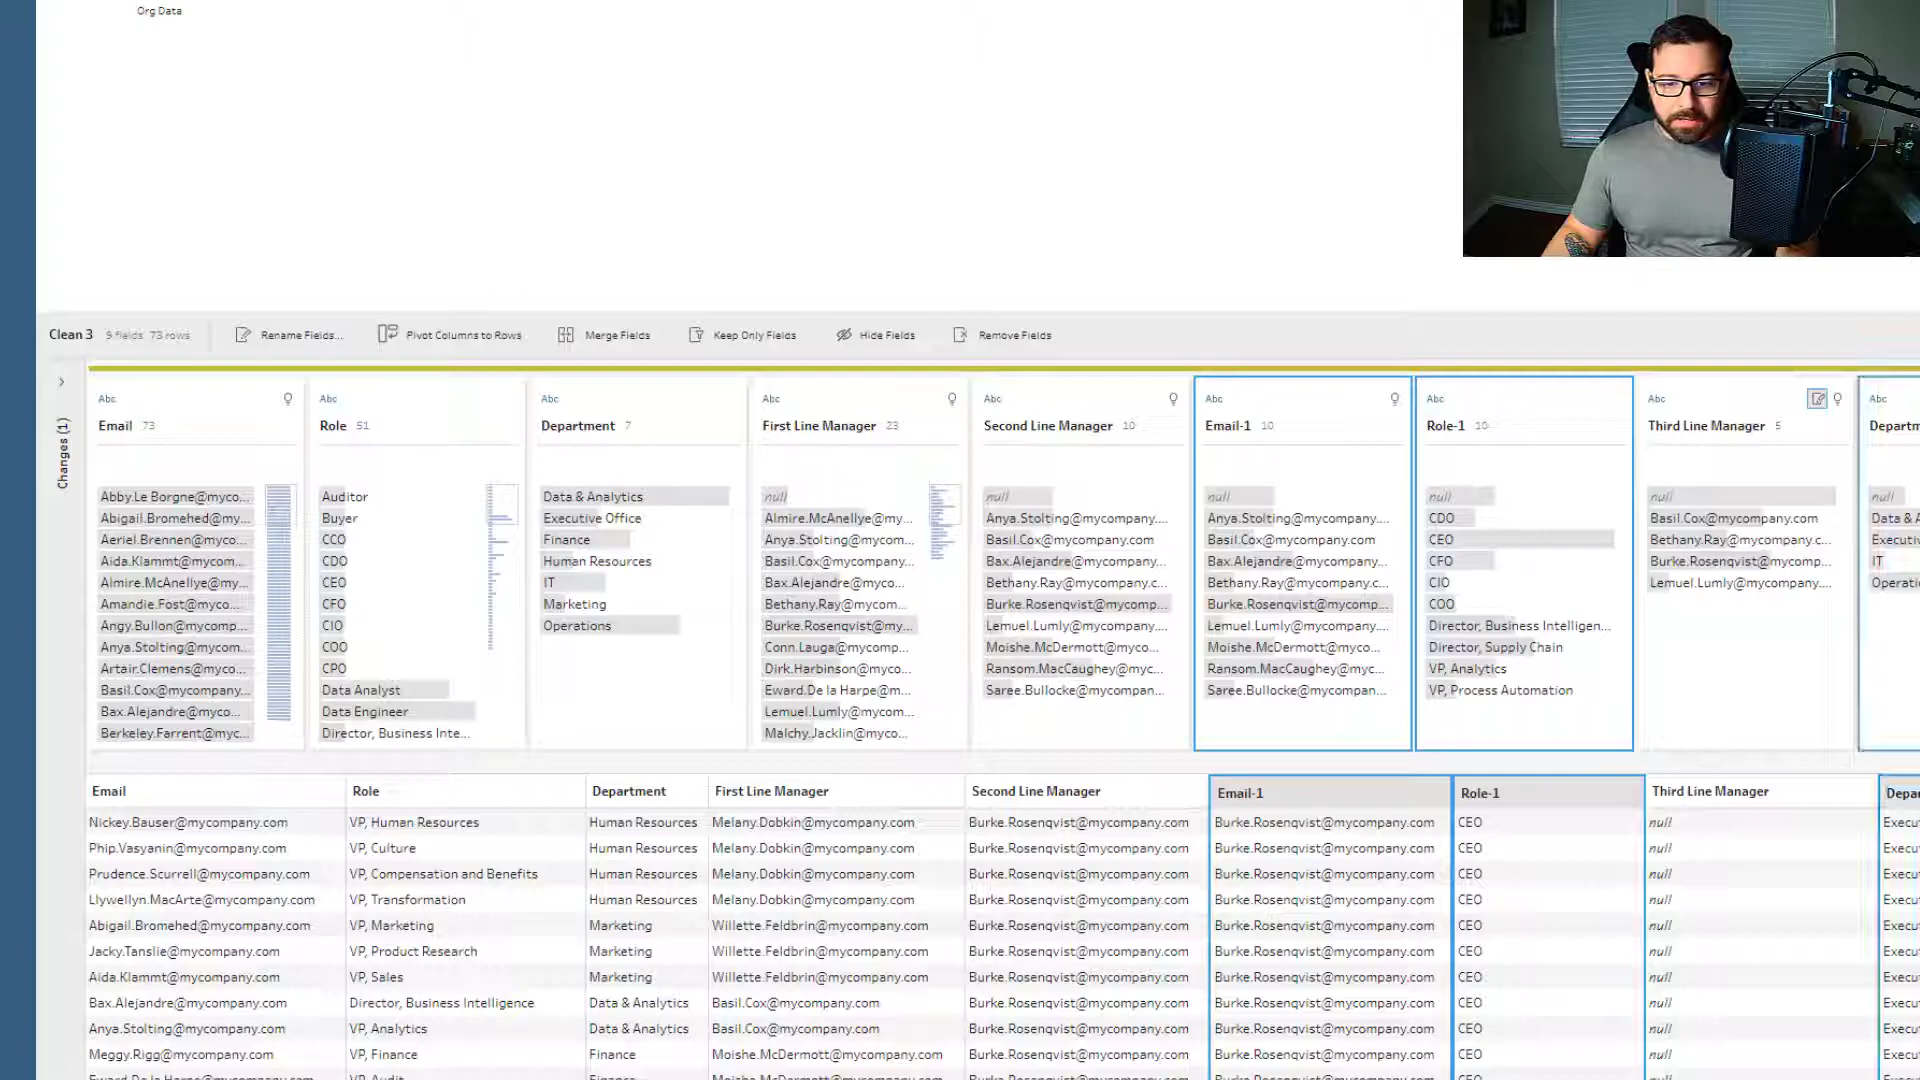 Org Data
Clean 3 9 fields 73 rows Rename Fields... Pivot Columns to Rows Merge Fields Keep Only Fields Hide Fields Remove Fields
Changes (1)
Abc Abc Abc Abc Abc Abc Abc Abc Abc
Email 73 Role 51 Department 7 First Line Manager 23 Second Line Manager 10 Email-1 10 Role-1 10 Third Line Manager 5 Departm
Abby.Le Borgne@myco... Auditor Data & Analytics null null null null null null
Abigail.Bromehed@my... Buyer Executive Office Almire.McAnellye@my... Anya.Stolting@mycompany.... Anya.Stolting@mycompany.... CDO Basil.Cox@mycompany.com Data & A
Aeriel.Brennen@myco... CCO Finance Anya.Stolting@mycom... Basil.Cox@mycompany.com Basil.Cox@mycompany.com CEO Bethany.Ray@mycompany.c... Executiv
Aida.Klammt@mycom... CDO Human Resources Basil.Cox@mycompany... Bax.Alejandre@mycompany... Bax.Alejandre@mycompany... CFO Burke.Rosenqvist@mycomp... IT
Almire.McAnellye@my... CEO IT Bax.Alejandre@myco... Bethany.Ray@mycompany.c... Bethany.Ray@mycompany.c... CIO Lemuel.Lumly@mycompany... Operatio
Amandie.Fost@myco... CFO Marketing Bethany.Ray@mycom... Burke.Rosenqvist@mycomp... Burke.Rosenqvist@mycomp... COO
Angy.Bullon@mycomp... CIO Operations Burke.Rosenqvist@my... Lemuel.Lumly@mycompany... Lemuel.Lumly@mycompany... Director, Business Intelligen...
Anya.Stolting@mycom... COO Conn.Lauga@mycomp... Moishe.McDermott@myco... Moishe.McDermott@myco... Director, Supply Chain
Artair.Clemens@myco... CPO Dirk.Harbinson@myco... Ransom.MacCaughey@myc... Ransom.MacCaughey@myc... VP, Analytics
Basil.Cox@mycompany... Data Analyst Eward.De la Harpe@m... Saree.Bullocke@mycompan... Saree.Bullocke@mycompan... VP, Process Automation
Bax.Alejandre@myco... Data Engineer Lemuel.Lumly@mycom...
Berkeley.Farrent@myc... Director, Business Inte... Malchy.Jacklin@myco...
Email Role Department First Line Manager Second Line Manager Email-1 Role-1 Third Line Manager Depar
Nickey.Bauser@mycompany.com VP, Human Resources Human Resources Melany.Dobkin@mycompany.com Burke.Rosenqvist@mycompany.com Burke.Rosenqvist@mycompany.com CEO null Execu
Phip.Vasyanin@mycompany.com VP, Culture Human Resources Melany.Dobkin@mycompany.com Burke.Rosenqvist@mycompany.com Burke.Rosenqvist@mycompany.com CEO null Execu
Prudence.Scurrell@mycompany.com VP, Compensation and Benefits Human Resources Melany.Dobkin@mycompany.com Burke.Rosenqvist@mycompany.com Burke.Rosenqvist@mycompany.com CEO null Execu
Llywellyn.MacArte@mycompany.com VP, Transformation Human Resources Melany.Dobkin@mycompany.com Burke.Rosenqvist@mycompany.com Burke.Rosenqvist@mycompany.com CEO null Execu
Abigail.Bromehed@mycompany.com VP, Marketing Marketing Willette.Feldbrin@mycompany.com Burke.Rosenqvist@mycompany.com Burke.Rosenqvist@mycompany.com CEO null Execu
Jacky.Tanslie@mycompany.com VP, Product Research Marketing Willette.Feldbrin@mycompany.com Burke.Rosenqvist@mycompany.com Burke.Rosenqvist@mycompany.com CEO null Execu
Aida.Klammt@mycompany.com VP, Sales Marketing Willette.Feldbrin@mycompany.com Burke.Rosenqvist@mycompany.com Burke.Rosenqvist@mycompany.com CEO null Execu
Bax.Alejandre@mycompany.com Director, Business Intelligence Data & Analytics Basil.Cox@mycompany.com Burke.Rosenqvist@mycompany.com Burke.Rosenqvist@mycompany.com CEO null Execu
Anya.Stolting@mycompany.com VP, Analytics Data & Analytics Basil.Cox@mycompany.com Burke.Rosenqvist@mycompany.com Burke.Rosenqvist@mycompany.com CEO null Execu
Meggy.Rigg@mycompany.com VP, Finance Finance Moishe.McDermott@mycompany.com Burke.Rosenqvist@mycompany.com Burke.Rosenqvist@mycompany.com CEO null Execu